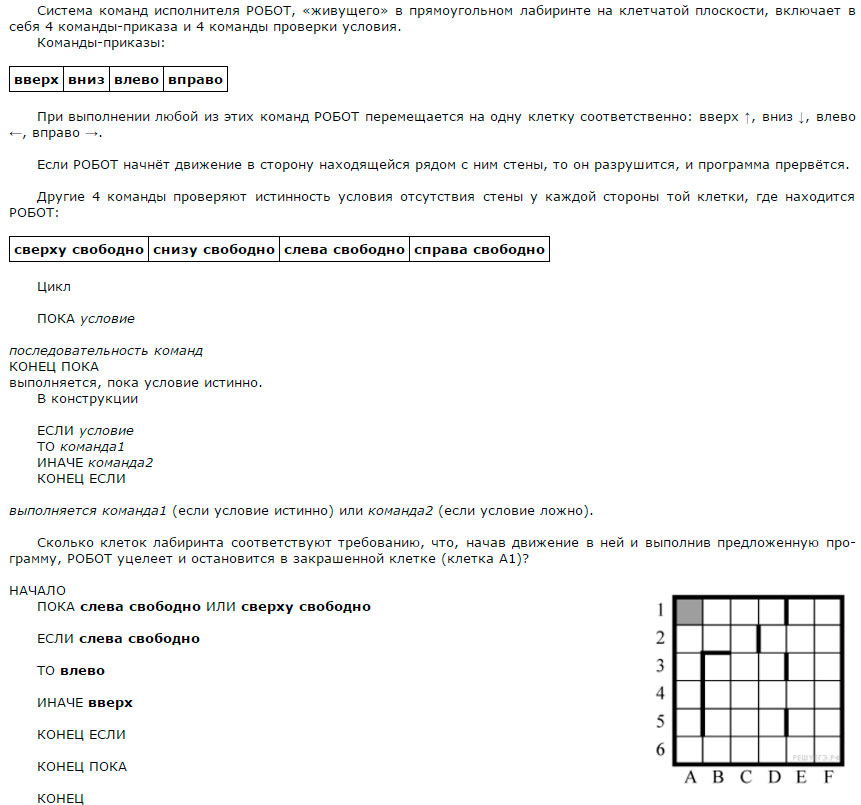 Система команд исполнителя РОБОТ, «живущего» в прямоугольном лабиринте на клетчатой плоскости, включает в
себя 4 команды-приказа и 4 команды проверки условия.
Команды-приказы:
вверх вниз влево вправо
При выполнении любой из этих команд РОБОТ перемещается на одну клетку соответственно: вверх ↑, вниз ↓, влево
←, вправо →.
Если РОБОТ начнёт движение в сторону находящейся рядом с ним стены, то он разрушится, и программа прервётся.
Другие 4 команды проверяют истинность условия отсутствия стены у каждой стороны той клетки, где находится
РОБОТ:
сверху свободно снизу свободно слева свободно справа свободно
Цикл
ПОКА условие
последовательность команд
КОНЕЦ ПОКА
выполняется, пока условие истинно.
В конструкции
ЕСЛИ условие
ТО команда1
ИНАЧЕ команда2
КОНЕЦ ЕСЛИ
выполняется команда1 (если условие истинно) или команда2 (если условие ложно).
Сколько клеток лабиринта соответствуют требованию, что, начав движение в ней и выполнив предложенную про-
грамму, РОБОТ уцелеет и остановится в закрашенной клетке (клетка А1)?
НАЧАЛО
ПОКА слева свободно ИЛИ сверху свободно
ЕСЛИ слева свободно
ТО влево
ИНАЧЕ вверх
КОНЕЦ ЕСЛИ
КОНЕЦ ПОКА
КОНЕЦ
1
2
3
4
5
6
A B C D E F